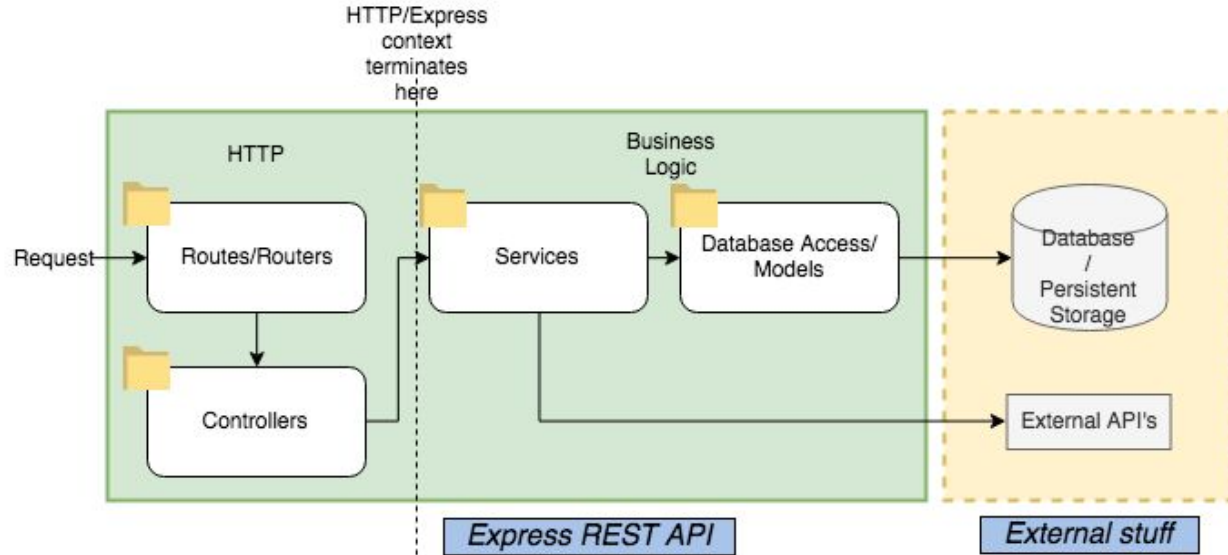 HTTP/Express
context
terminates
here
HTTP
Business
Logic
Request
Routes/Routers
Services
Database Access/
Models
Database
/
Persistent
Storage
Controllers
External API's
Express REST API
External stuff